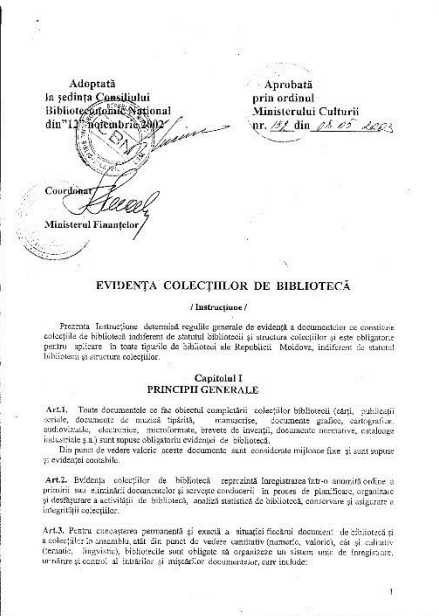 Adoptată
la ședința Consiliului
Biblioteconomic Național
din"12" noembrie 2002
Aprobată
prin ordinul
Ministerului Culturii
nr. din 2003
Coordonat
Ministerul Finanțelor
EVIDENȚA COLECȚIILOR DE BIBLIOTECĂ
/ Instrucțiune /
Prezenta Instrucțiune determină regulile generale de evidență a documentelor ce constituie
colecțiile de bibliotecă indiferent de statutul bibliotecii și structura colecțiilor și este obligatorie
pentru aplicare în toate tipurile de biblioteci ale Republicii Moldova, indiferent de statutul
bibliotecii și structura colecțiilor.
Capitolul I
PRINCIPII GENERALE
Art.1. Toate documentele ce fac obiectul completării colecțiilor bibliotecii (cărți, publicații
seriale, documente de muzică tipărită, manuscrise, documente grafice, cartografice,
audiovizuale, electronice, microformate, brevete de invenții, documente normative, cataloage
industriale ș.a.) sunt supuse obligatoriu evidenței de bibliotecă.
Din punct de vedere valoric aceste documente sunt considerate mijloace fixe și sunt supuse
și evidenței contabile.
Art.2. Evidența colecțiilor de bibliotecă reprezintă înregistrarea într-o anumită ordine a
primirii sau eliminării documentelor și servește conducerii în proces de planificare, organizare
și desfășurare a activității de bibliotecă, analiză statistică de bibliotecă, conservare și asigurare a
integrității colecțiilor.
Art.3. Pentru cunoașterea permanentă și exactă a situației fiecărui document de bibliotecă și
a colecțiilor în ansamblu, atât din punct de vedere cantitativ (numeric, valoric), cât și calitativ
(tematic, lingvistic), bibliotecile sunt obligate să organizeze un sistem unic de înregistrare,
urmărire și control al intrărilor și mișcărilor documentelor, care include:
1